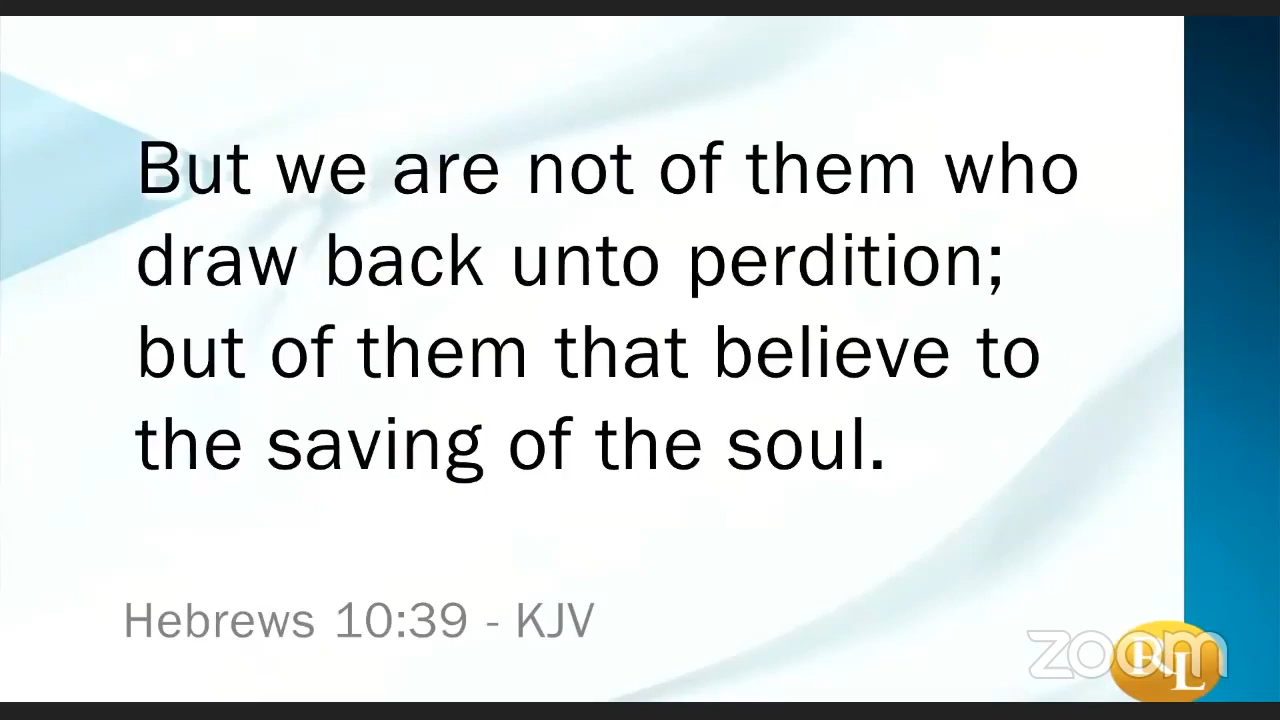 But we are not of them who
draw back unto perdition;
but of them that believe to
the saving of the soul.
Hebrews 10:39 - KJV
zoom
RL